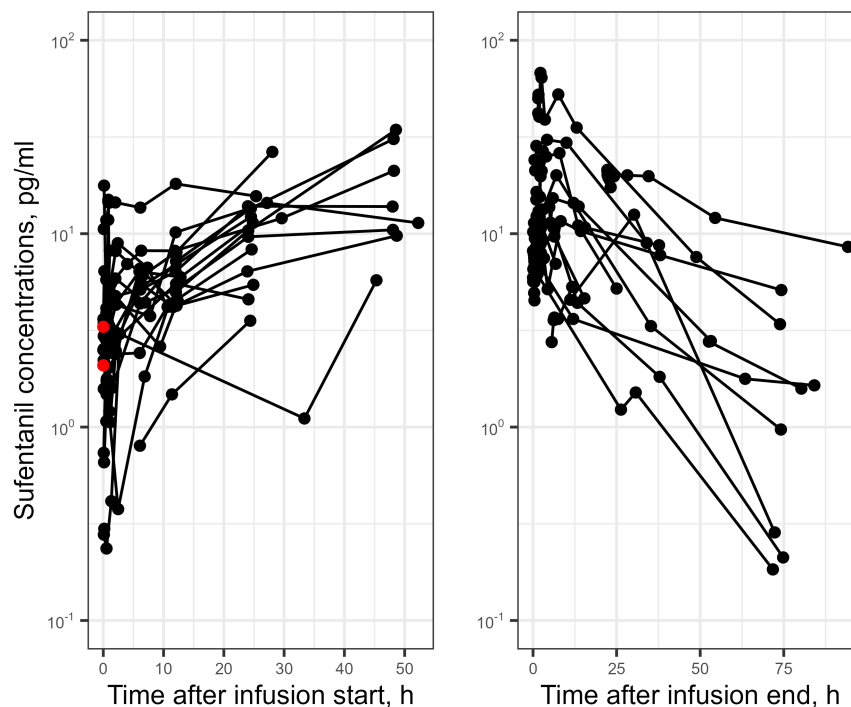 Sufentanil concentrations, pg/ml
10²
10¹
10⁰
10⁻¹
0 10 20 30 40 50
Time after infusion start, h
10²
10¹
10⁰
10⁻¹
0 25 50 75
Time after infusion end, h